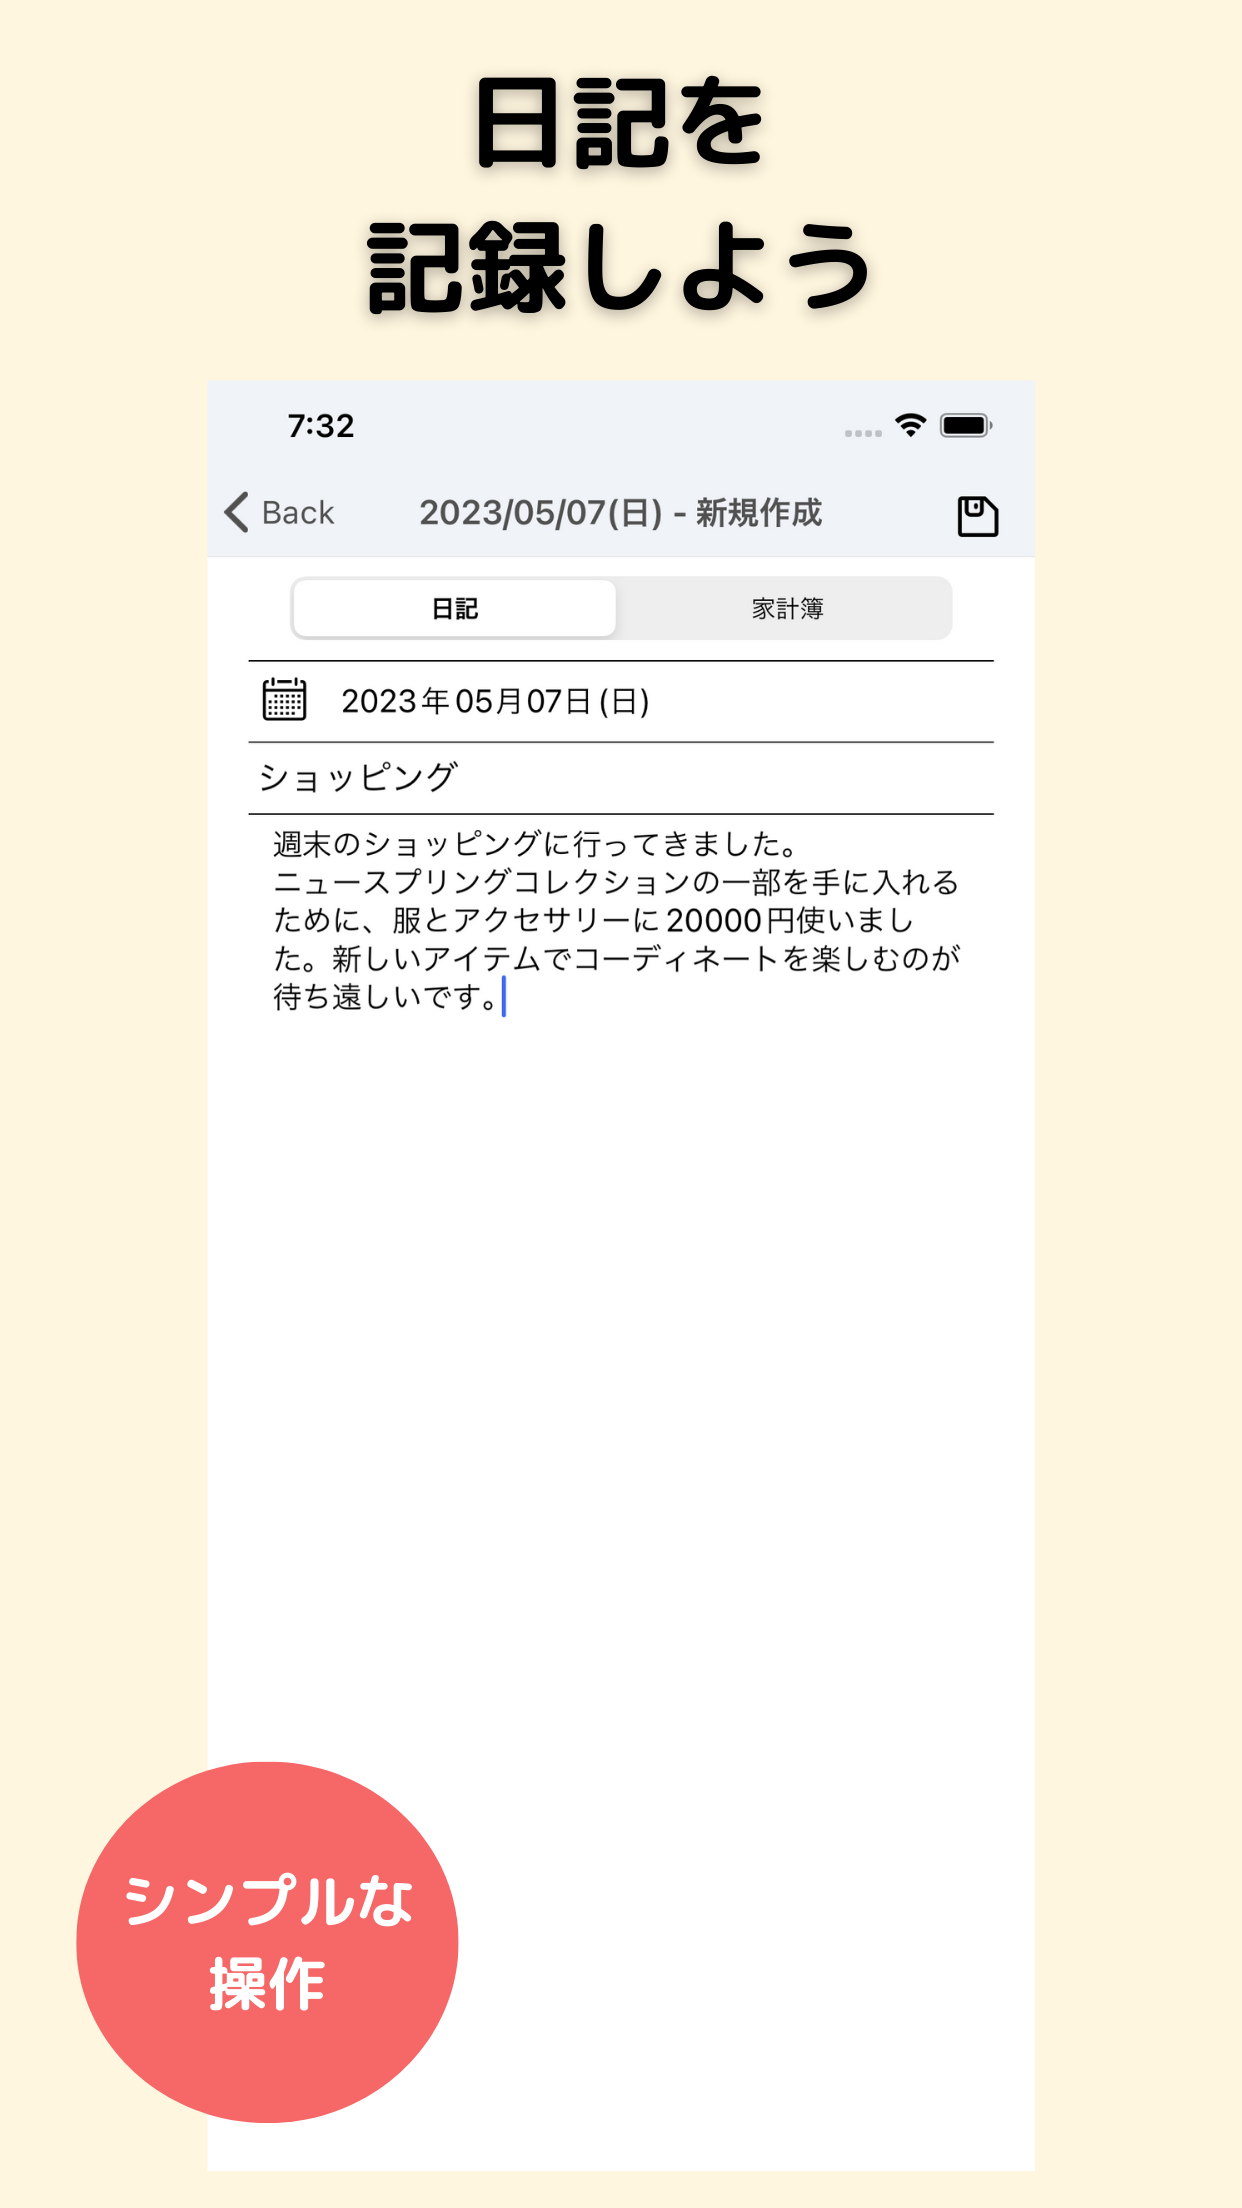 日記を
記録しよう
7:32
Back
2023/05/07(日) - 新規作成
日記
家計簿
2023年05月07日(日)
ショッピング
週末のショッピングに行ってきました。
ニュースプリングコレクションの一部を手に入れる
ために、服とアクセサリーに20000円使いまし
た。新しいアイテムでコーディネートを楽しむのが
待ち遠しいです。
シンプルな
操作